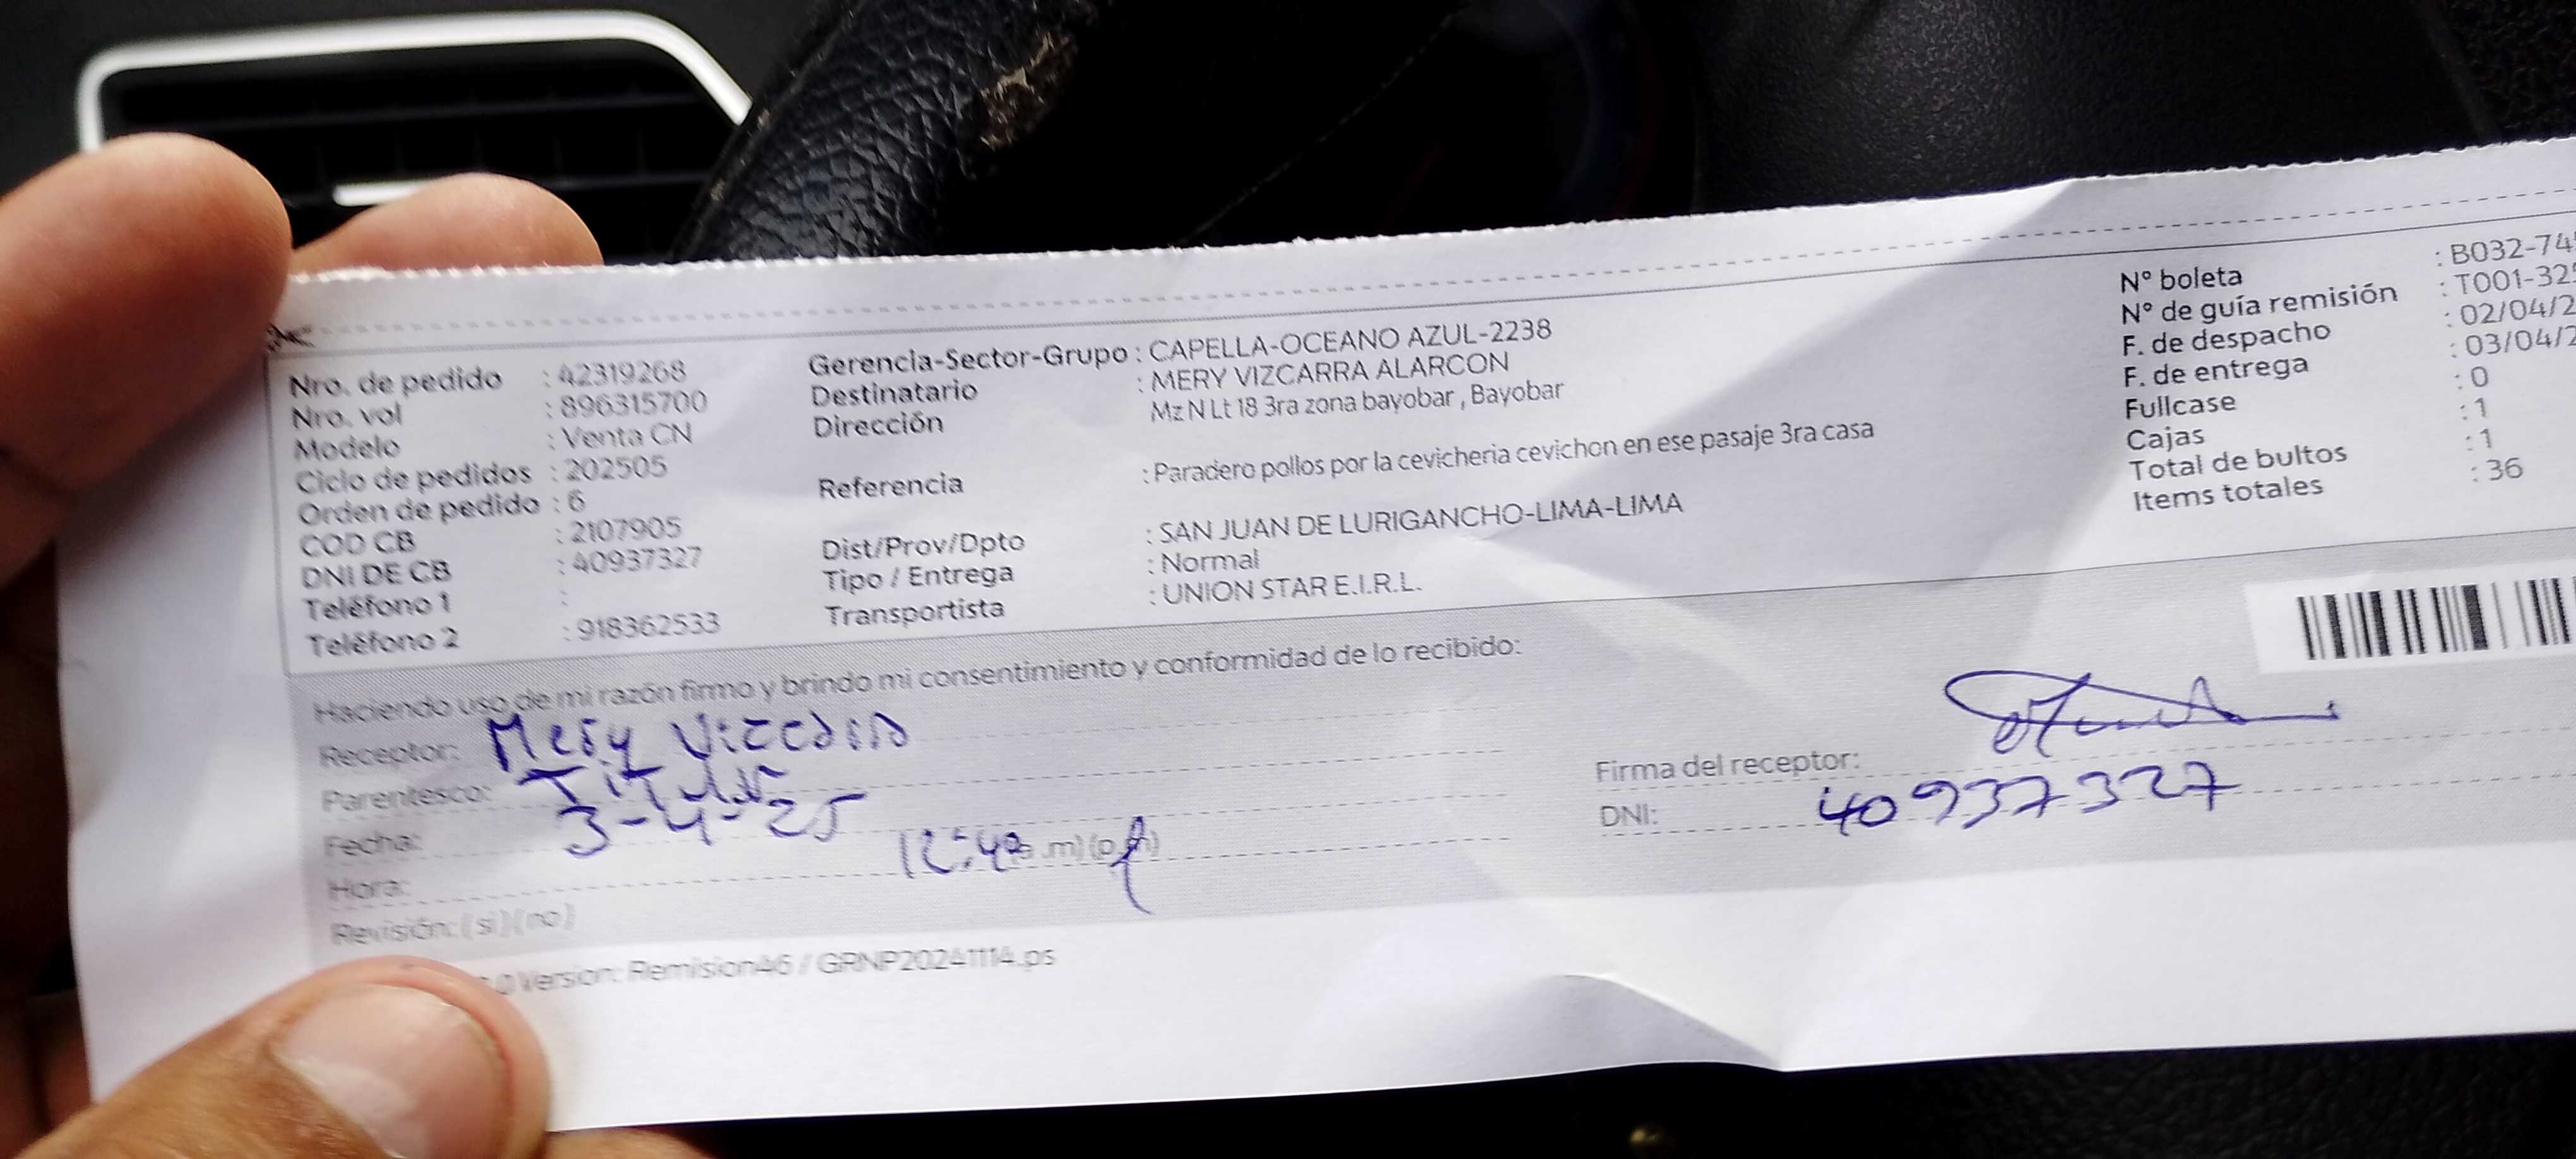 Nro. de pedido : 42319268
Nro. vol : 896315700
Modelo : Venta CN
Ciclo de pedidos : 202505
Orden de pedido : 6
COD CB : 2107905
DNI DE CB : 40937327
Teléfono 1 :
Teléfono 2 : 918362533
Gerencia-Sector-Grupo : CAPELLA-OCEANO AZUL-2238
Destinatario : MERY VIZCARRA ALARCON
Dirección Mz N Lt 18 3ra zona bayobar , Bayobar
Referencia : Paradero pollos por la cevicheria cevichon en ese pasaje 3ra casa
Dist/Prov/Dpto : SAN JUAN DE LURIGANCHO-LIMA-LIMA
Tipo / Entrega : Normal
Transportista : UNION STAR E.I.R.L.
N° boleta : B032-74
N° de guía remisión : T001-32
F. de despacho : 02/04/2
F. de entrega : 03/04/2
Fullcase : 0
Cajas : 1
Total de bultos : 1
Items totales : 36
Haciendo uso de mi razón firmo y brindo mi consentimiento y conformidad de lo recibido:
Receptor: Mery
Parentesco: Titular
Fecha: 3-4-25
Hora: (a.m) (p.m)
Revisión: ( si ) ( no )
Firma del receptor:
DNI: 40937327
.0 Version: Remision46 / GRNP20241114.ps